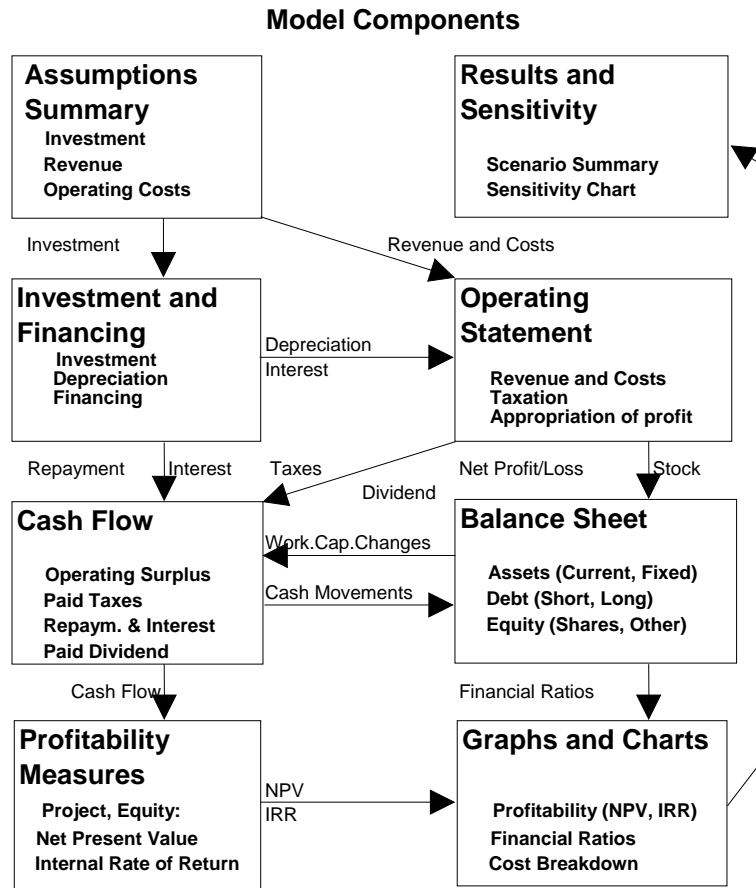 Model Components
Assumptions
Summary
Investment
Revenue
Operating Costs
Results and
Sensitivity
Scenario Summary
Sensitivity Chart
Investment
Revenue and Costs
Investment and
Financing
Investment
Depreciation
Financing
Depreciation
Interest
Operating
Statement
Revenue and Costs
Taxation
Appropriation of profit
Repayment
Interest
Taxes
Dividend
Net Profit/Loss
Stock
Cash Flow
Operating Surplus
Paid Taxes
Repaym. & Interest
Paid Dividend
Work.Cap.Changes
Cash Movements
Balance Sheet
Assets (Current, Fixed)
Debt (Short, Long)
Equity (Shares, Other)
Cash Flow
Financial Ratios
Profitability
Measures
Project, Equity:
Net Present Value
Internal Rate of Return
NPV
IRR
Graphs and Charts
Profitability (NPV, IRR)
Financial Ratios
Cost Breakdown